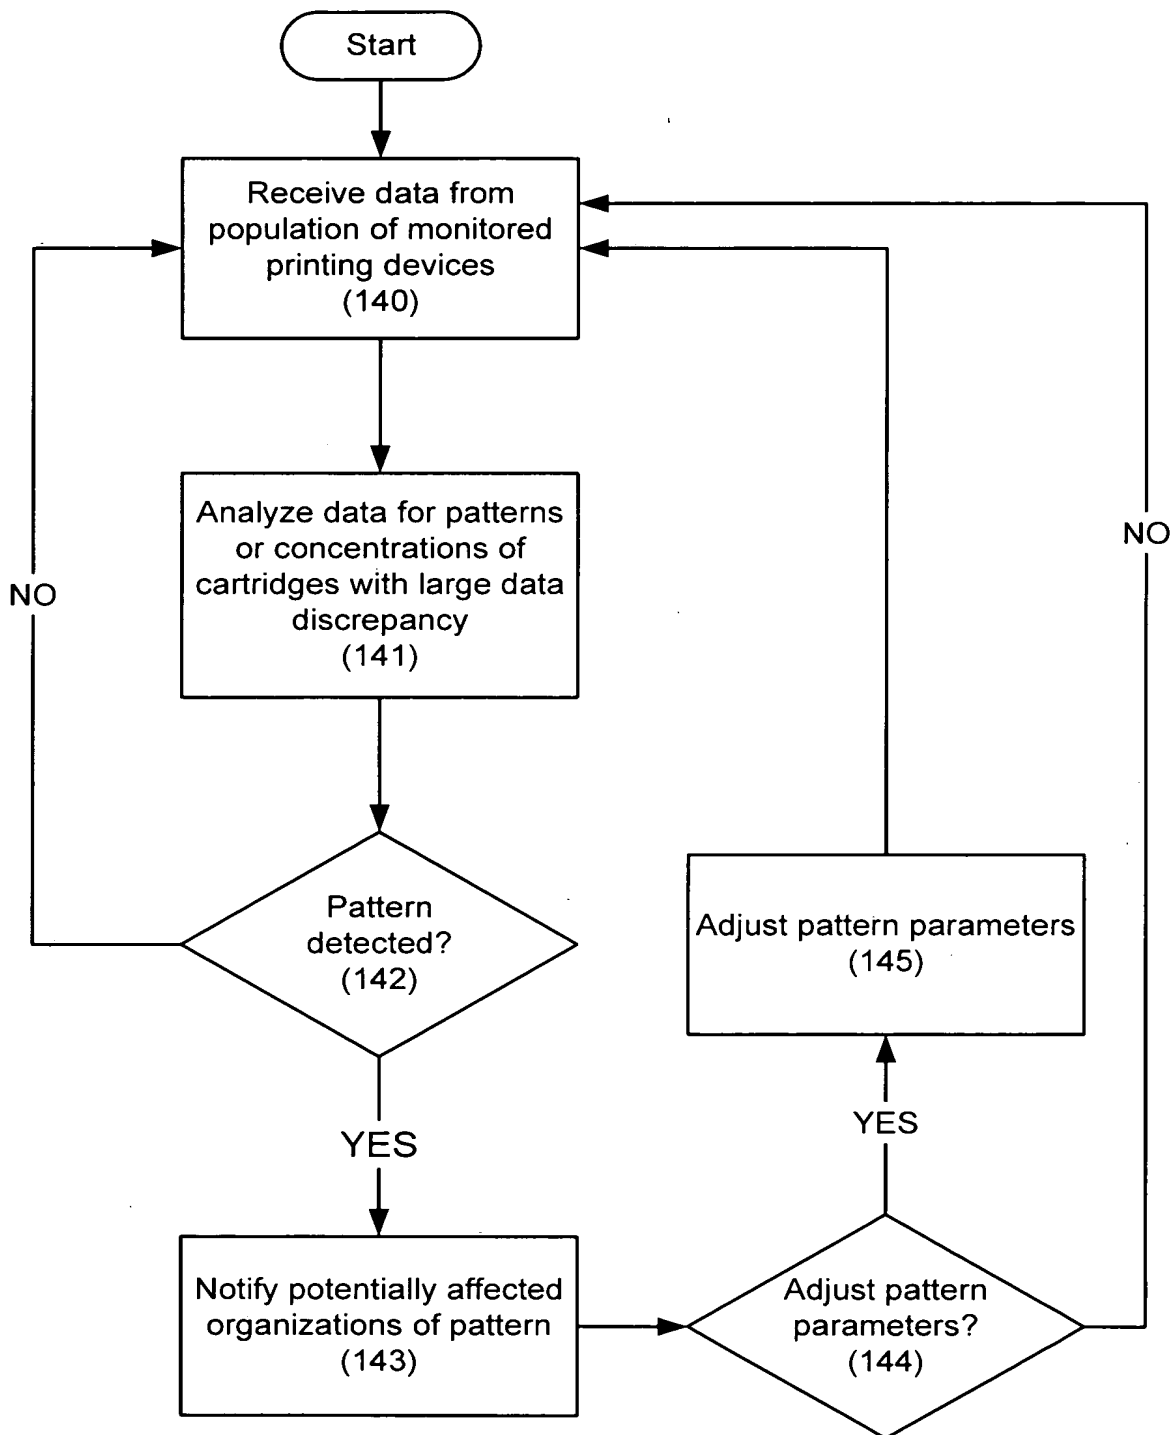 Start
Receive data from
population of monitored
printing devices
(140)
Analyze data for patterns
or concentrations of
cartridges with large data
discrepancy
(141)
NO
NO
Pattern
detected?
(142)
Adjust pattern parameters
(145)
YES
YES
Notify potentially affected
organizations of pattern
(143)
Adjust pattern
parameters?
(144)